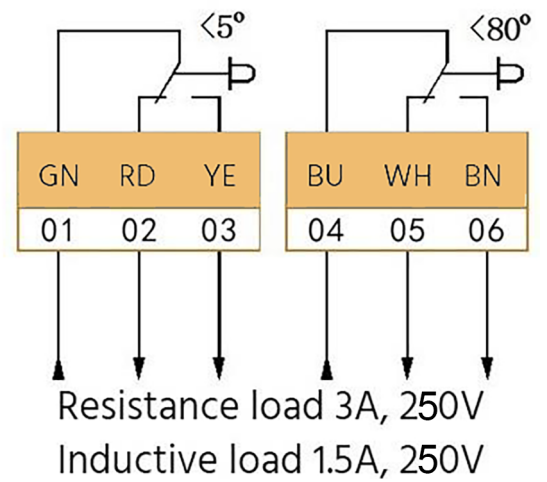 <5° <80°
GN RD YE BU WH BN
01 02 03 04 05 06
Resistance load 3A, 250V
Inductive load 1.5A, 250V